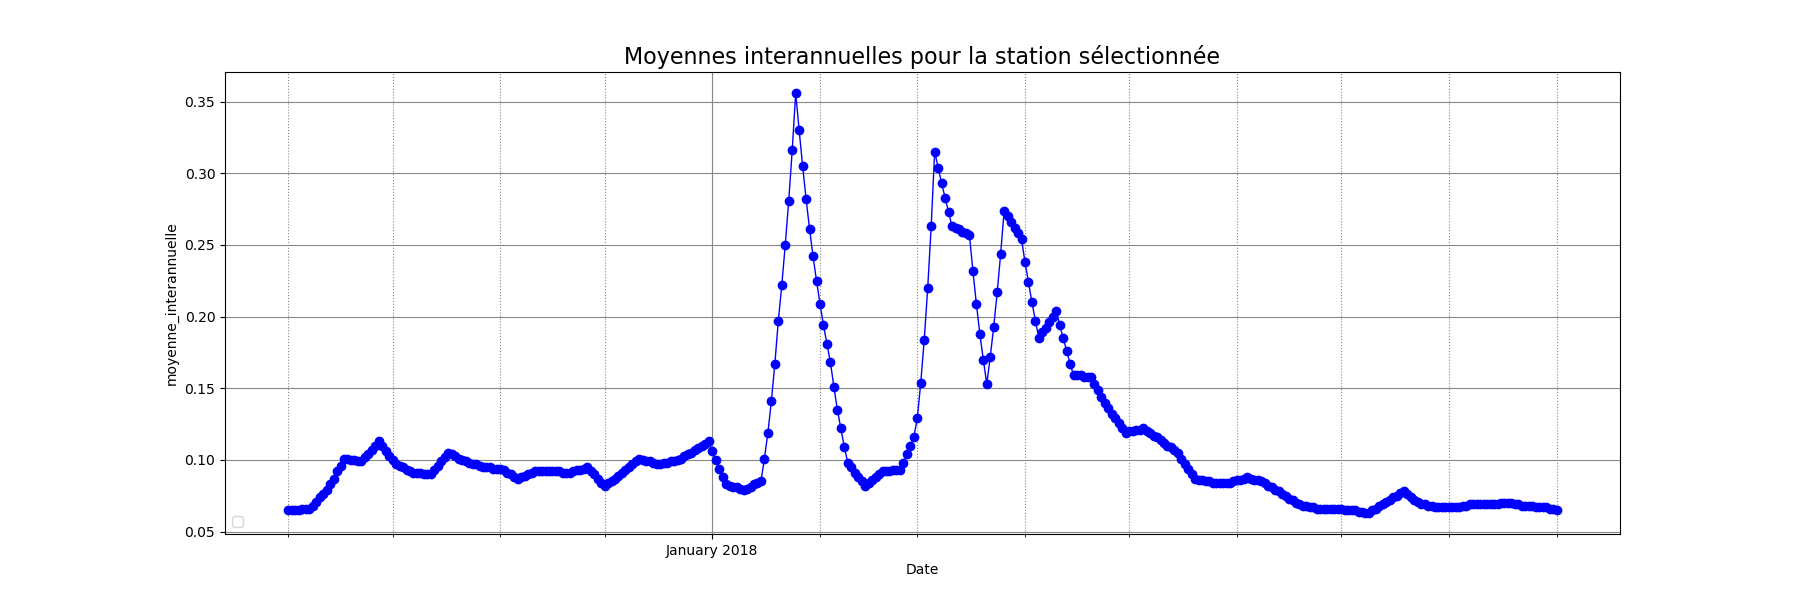 Moyennes interannuelles pour la station sélectionnée
moyenne_interannuelle
0.35
0.30
0.25
0.20
0.15
0.10
0.05
January 2018
Date